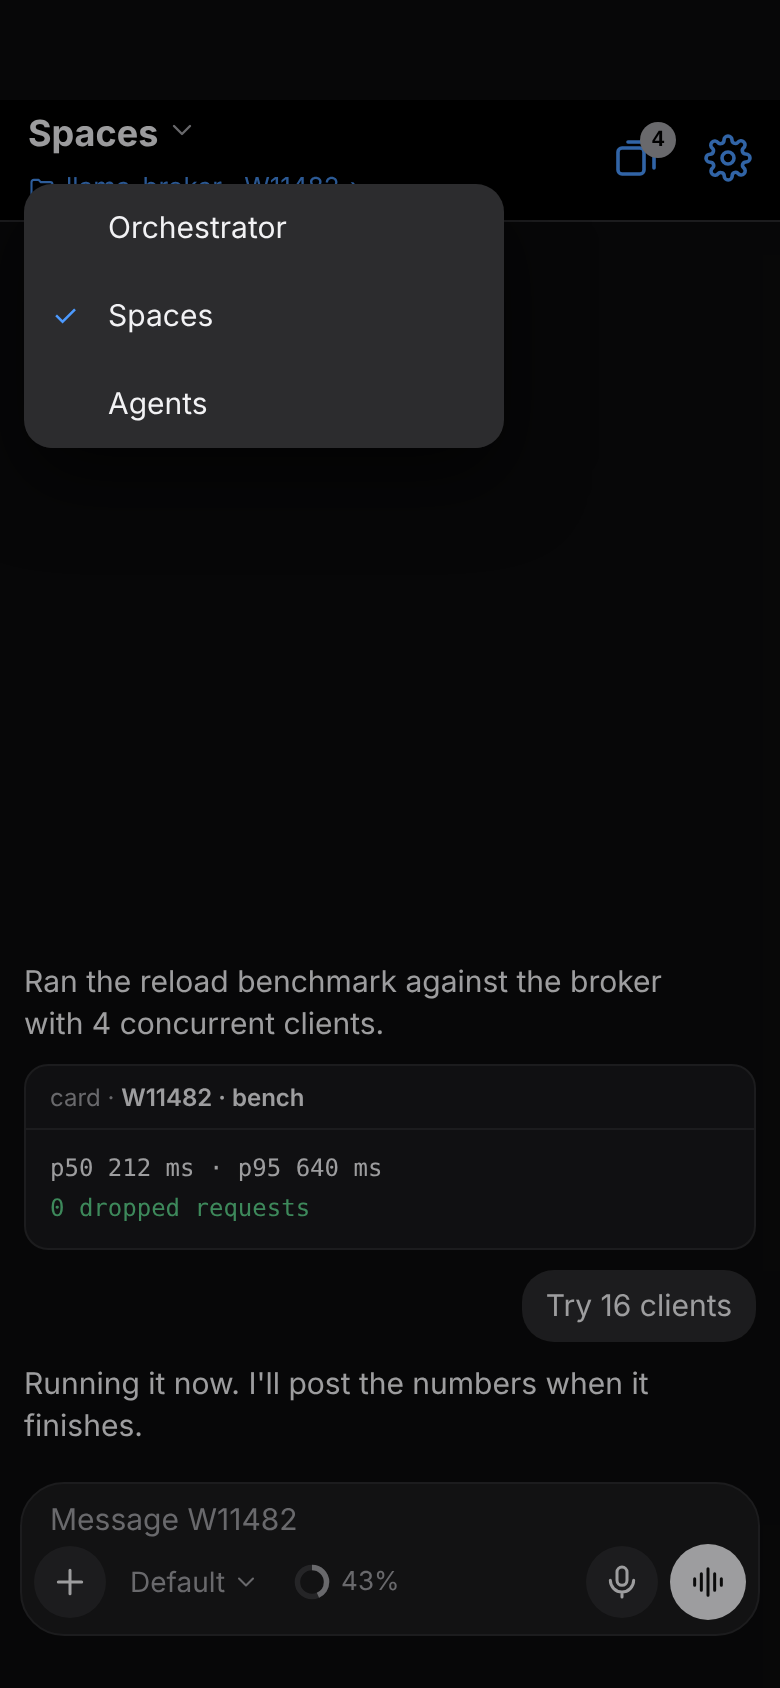 Spaces
4
Orchestrator
Spaces
Agents
Ran the reload benchmark against the broker
with 4 concurrent clients.
card · W11482 · bench
p50 212 ms · p95 640 ms
0 dropped requests
Try 16 clients
Running it now. I'll post the numbers when it
finishes.
Message W11482
Default
43%